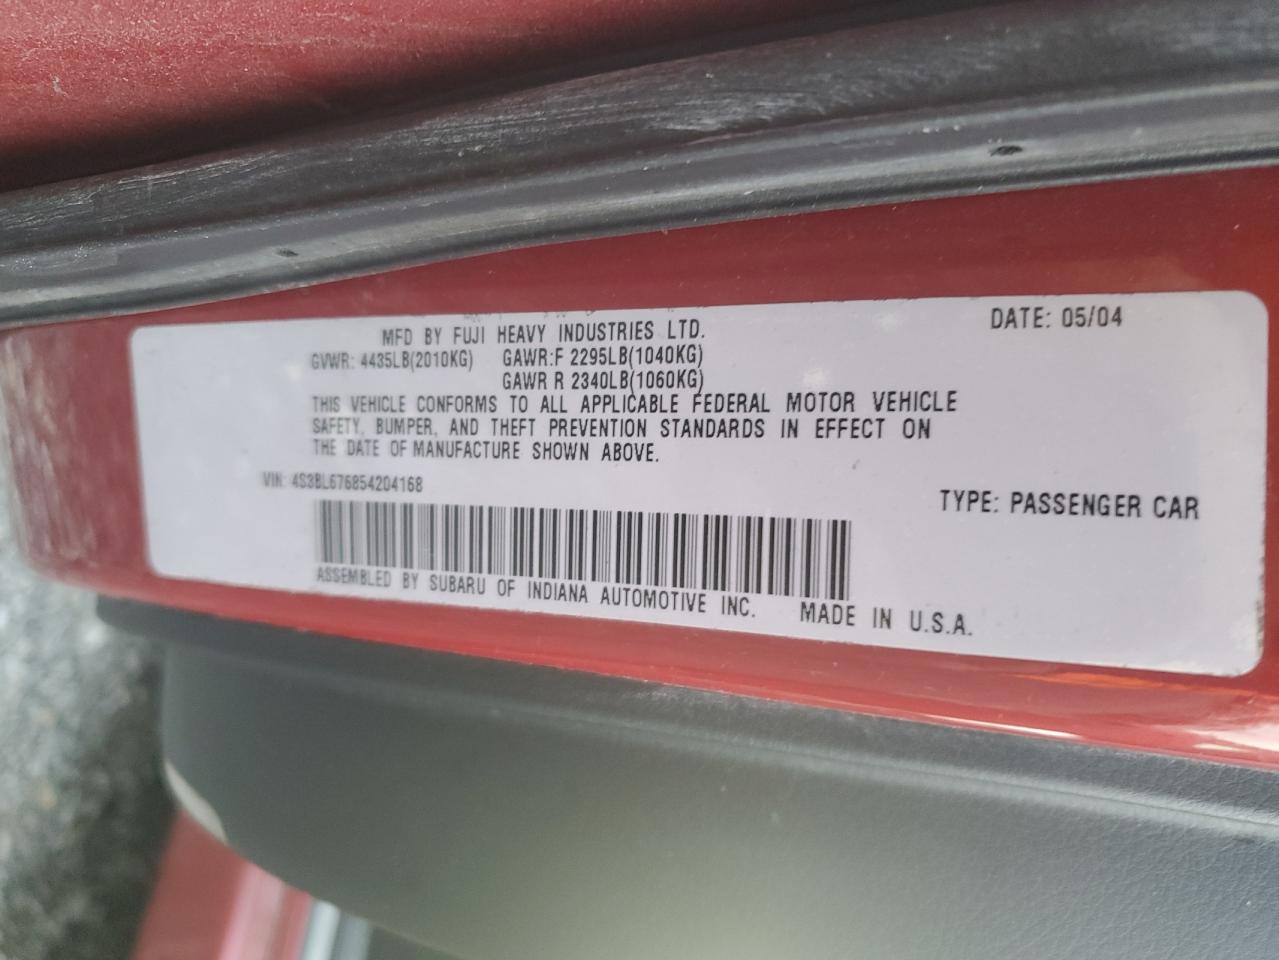 MFD BY FUJI HEAVY INDUSTRIES LTD.
DATE: 05/04
GVWR: 4435LB(2010KG) GAWR:F 2295LB(1040KG)
GAWR R 2340LB(1060KG)
THIS VEHICLE CONFORMS TO ALL APPLICABLE FEDERAL MOTOR VEHICLE
SAFETY, BUMPER, AND THEFT PREVENTION STANDARDS IN EFFECT ON
THE DATE OF MANUFACTURE SHOWN ABOVE.
VIN: 4S3BL676854204168
TYPE: PASSENGER CAR
ASSEMBLED BY SUBARU OF INDIANA AUTOMOTIVE INC. MADE IN U.S.A.